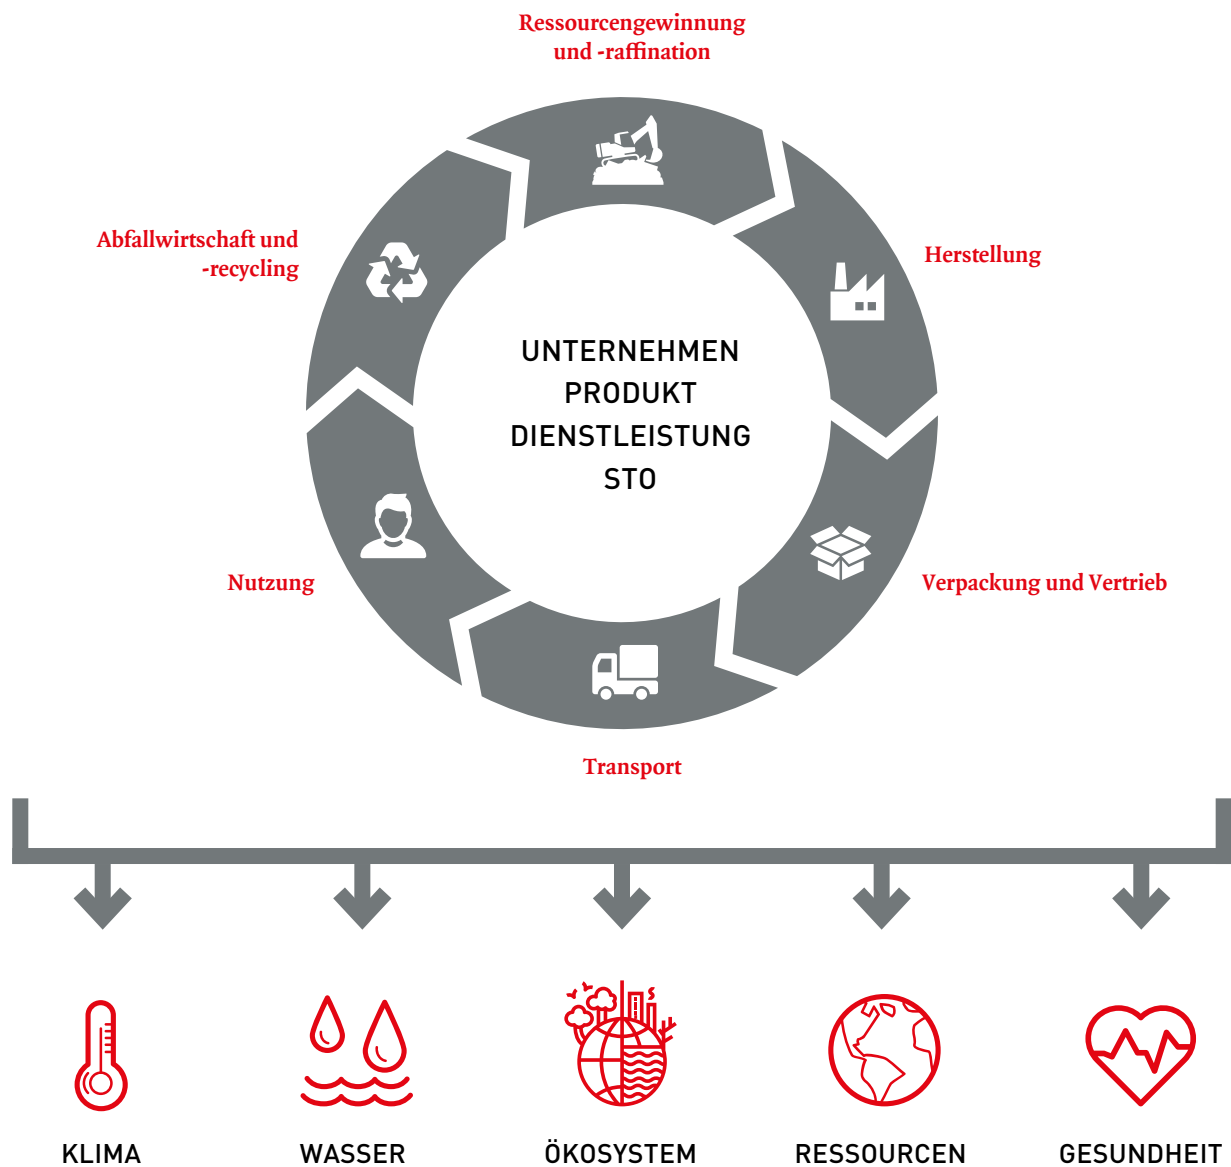 Ressourcengewinnung
und -raffination
Abfallwirtschaft und
-recycling
Herstellung
UNTERNEHMEN
PRODUKT
DIENSTLEISTUNG
STO
Nutzung
Verpackung und Vertrieb
Transport
KLIMA
WASSER
ÖKOSYSTEM
RESSOURCEN
GESUNDHEIT